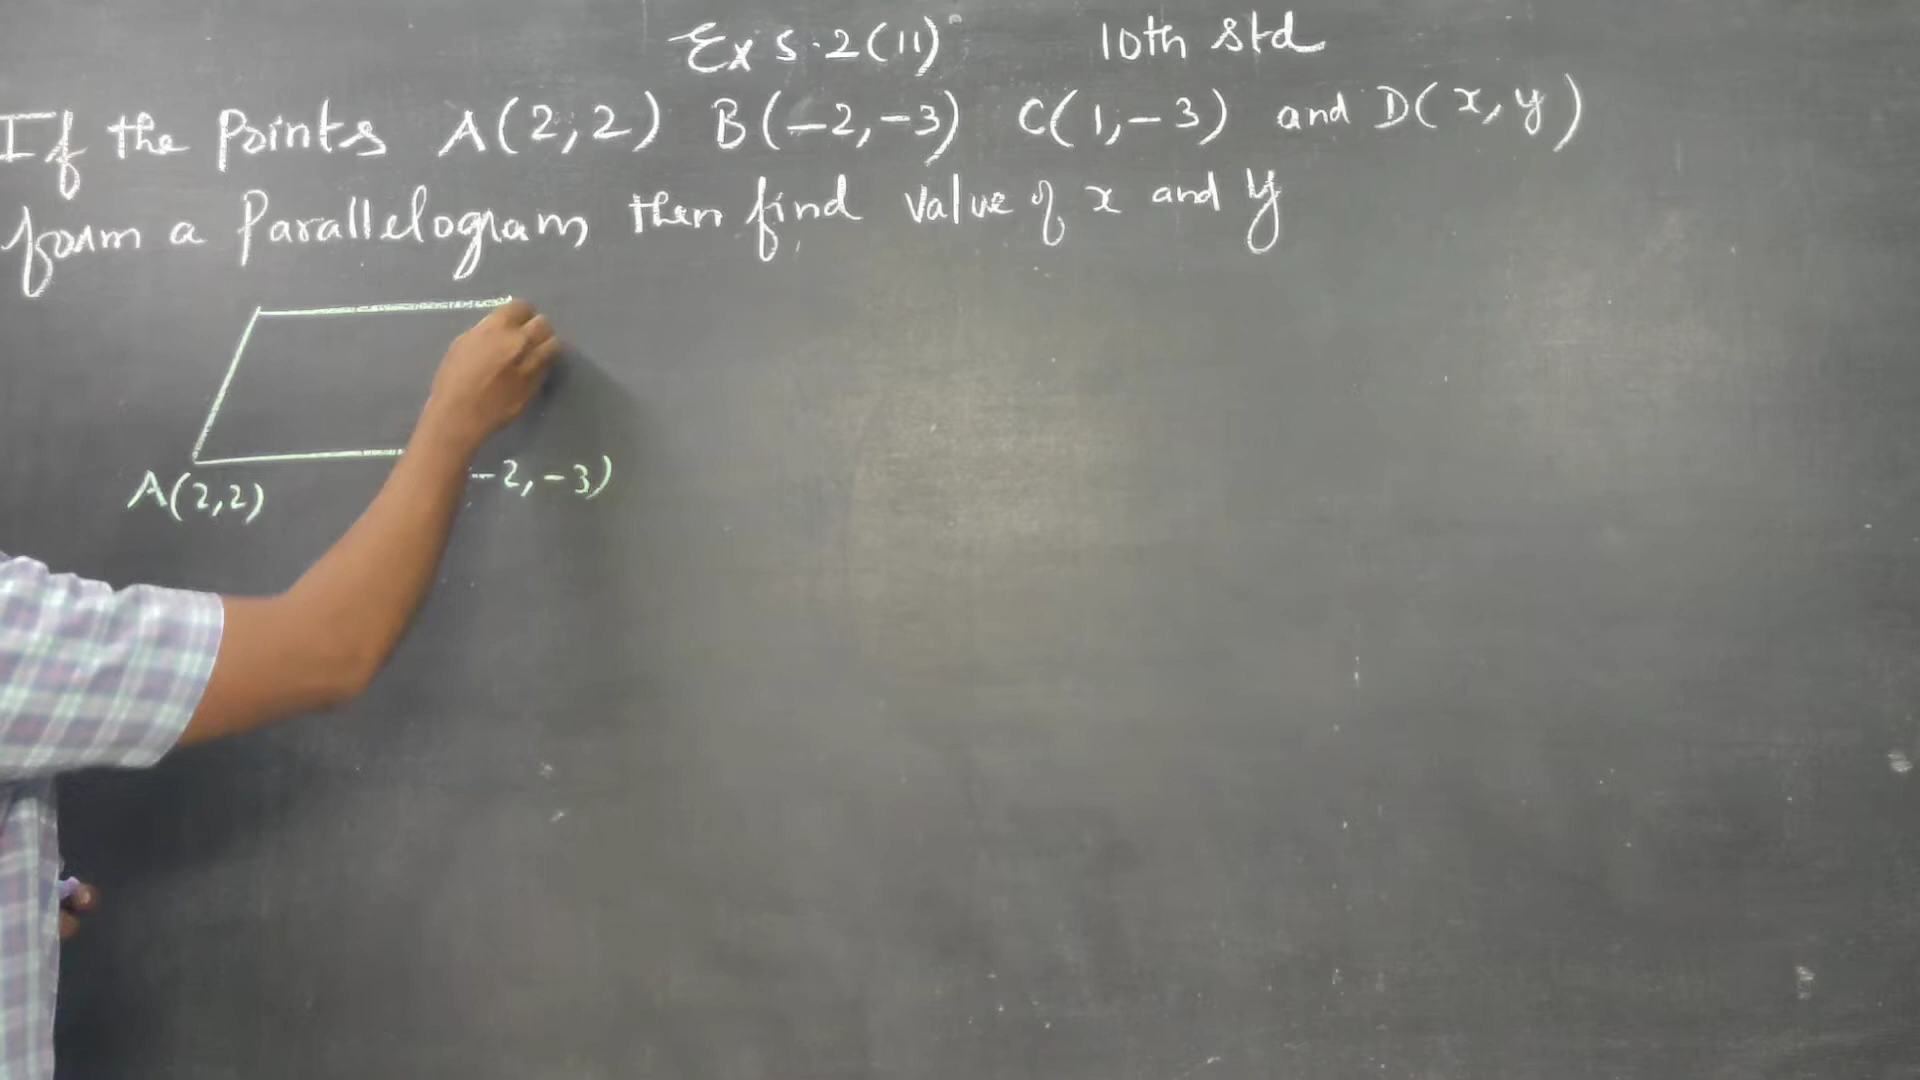 Ex 5.2(11) 10th std
If the Points A(2,2) B(-2,-3) C(1,-3) and D(x,y)
form a Parallelogram then find value of x and y
A(2,2) -2,-3)